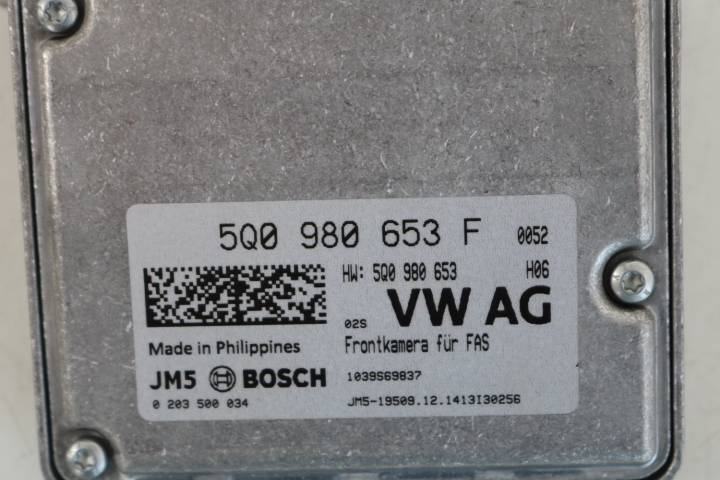 5Q0 980 653 F 0052
HW: 5Q0 980 653 H06
02S VW AG
Made in Philippines
Frontkamera für FAS
JM5 BOSCH
1039S69837
0 203 500 034
JM5-19509.12.1413I30256